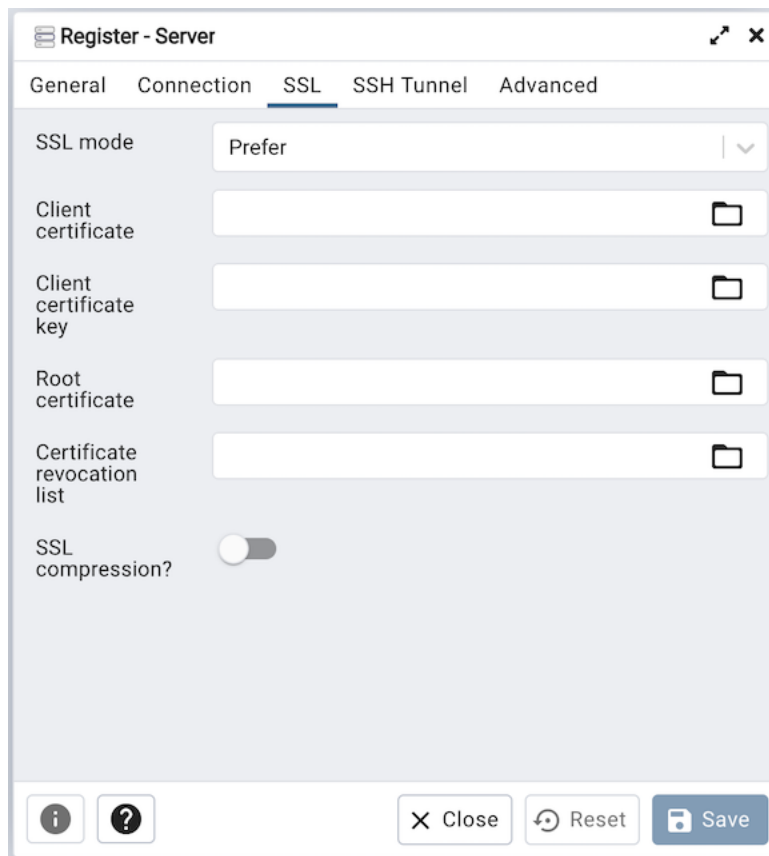 Register - Server
General Connection SSL SSH Tunnel Advanced
SSL mode
Prefer
Client
certificate
Client
certificate
key
Root
certificate
Certificate
revocation
list
SSL
compression?
Close Reset Save